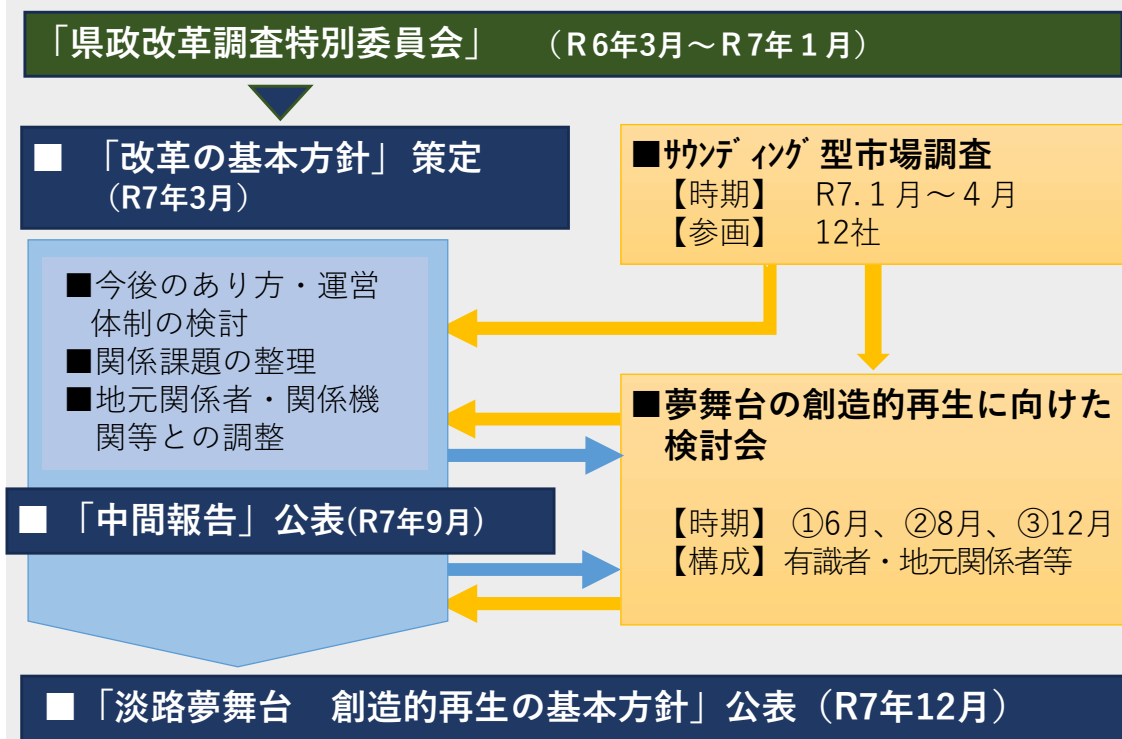 「県政改革調査特別委員会」　（R6年3月～R7年1月）
■　「改革の基本方針」 策定
（R7年3月）
■ｻｳﾝﾃﾞｨﾝｸﾞ型市場調査
【時期】　R7.1月～4月
【参画】　12社
■今後のあり方・運営
体制の検討
■関係課題の整理
■地元関係者・関係機
関等との調整
■夢舞台の創造的再生に向けた
検討会
【時期】①6月、②8月、③12月
【構成】有識者・地元関係者等
■ 「中間報告」公表(R7年9月)
■「淡路夢舞台　創造的再生の基本方針」公表（R7年12月）